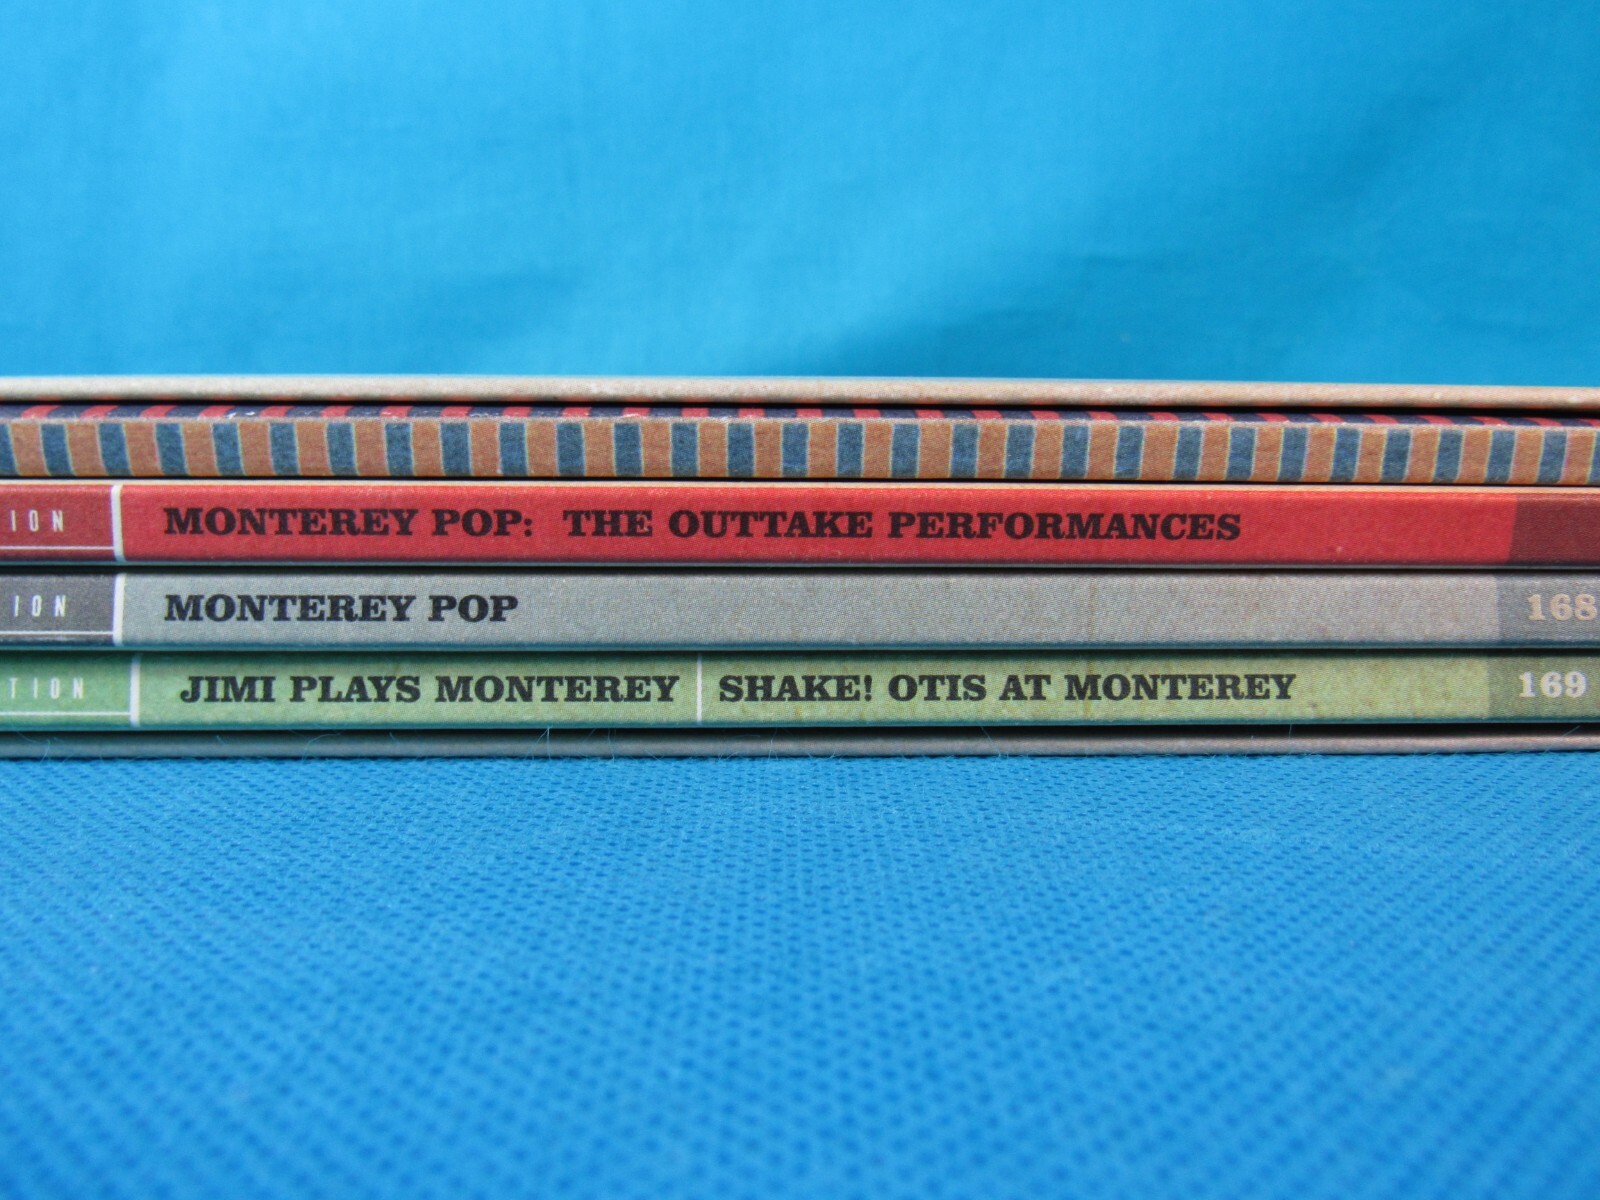 ION MONTEREY POP: THE OUTTAKE PERFORMANCES
ION MONTEREY POP 168
TION JIMI PLAYS MONTEREY SHAKE! OTIS AT MONTEREY 169